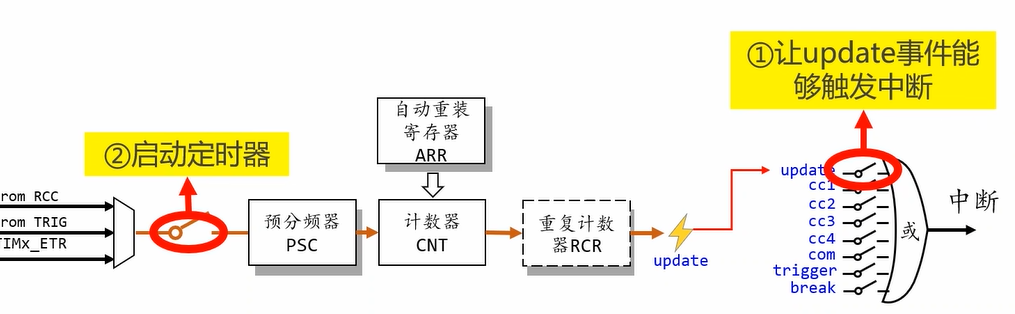 ①让update事件能
够触发中断
②启动定时器
自动重装
寄存器
ARR
rom RCC
rom TRIG
TIMx_ETR
预分频器
PSC
计数器
CNT
重复计数
器RCR
update
update
cc1
cc2
cc3
cc4
com
trigger
break
或
中断